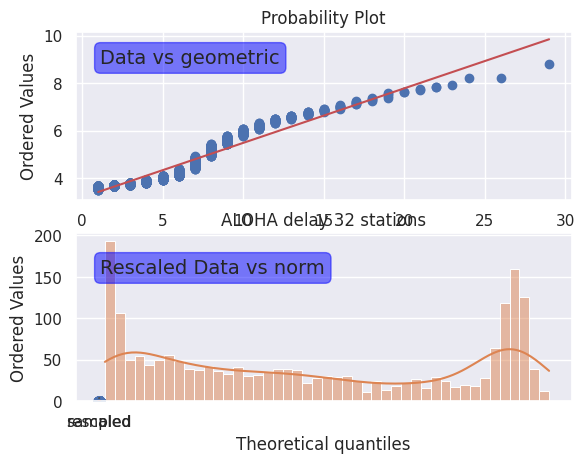 Probability Plot
10
Data vs geometric
8
6
4
Ordered Values
0 5 10 15 20 25 30
ALOHA delay 32 stations
200
Rescaled Data vs norm
150
100
50
0
Ordered Values
Theoretical quantiles